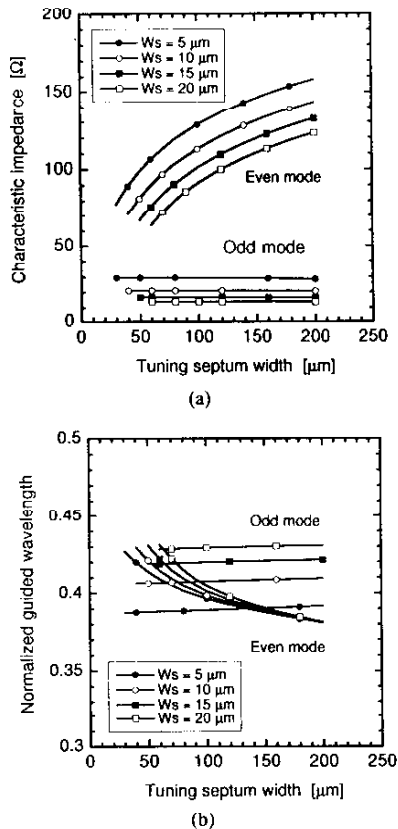 (a)
200
Ws = 5 μm
Ws = 10 μm
Ws = 15 μm
Ws = 20 μm
150
100
50
0
Characteristic impedance [Ω]
Even mode
Odd mode
0 50 100 150 200 250
Tuning septum width [μm]
(a)
0.5
0.45
0.4
0.35
0.3
Normalized guided wavelength
Odd mode
Even mode
Ws = 5 μm
Ws = 10 μm
Ws = 15 μm
Ws = 20 μm
0 50 100 150 200 250
Tuning septum width [μm]
(b)